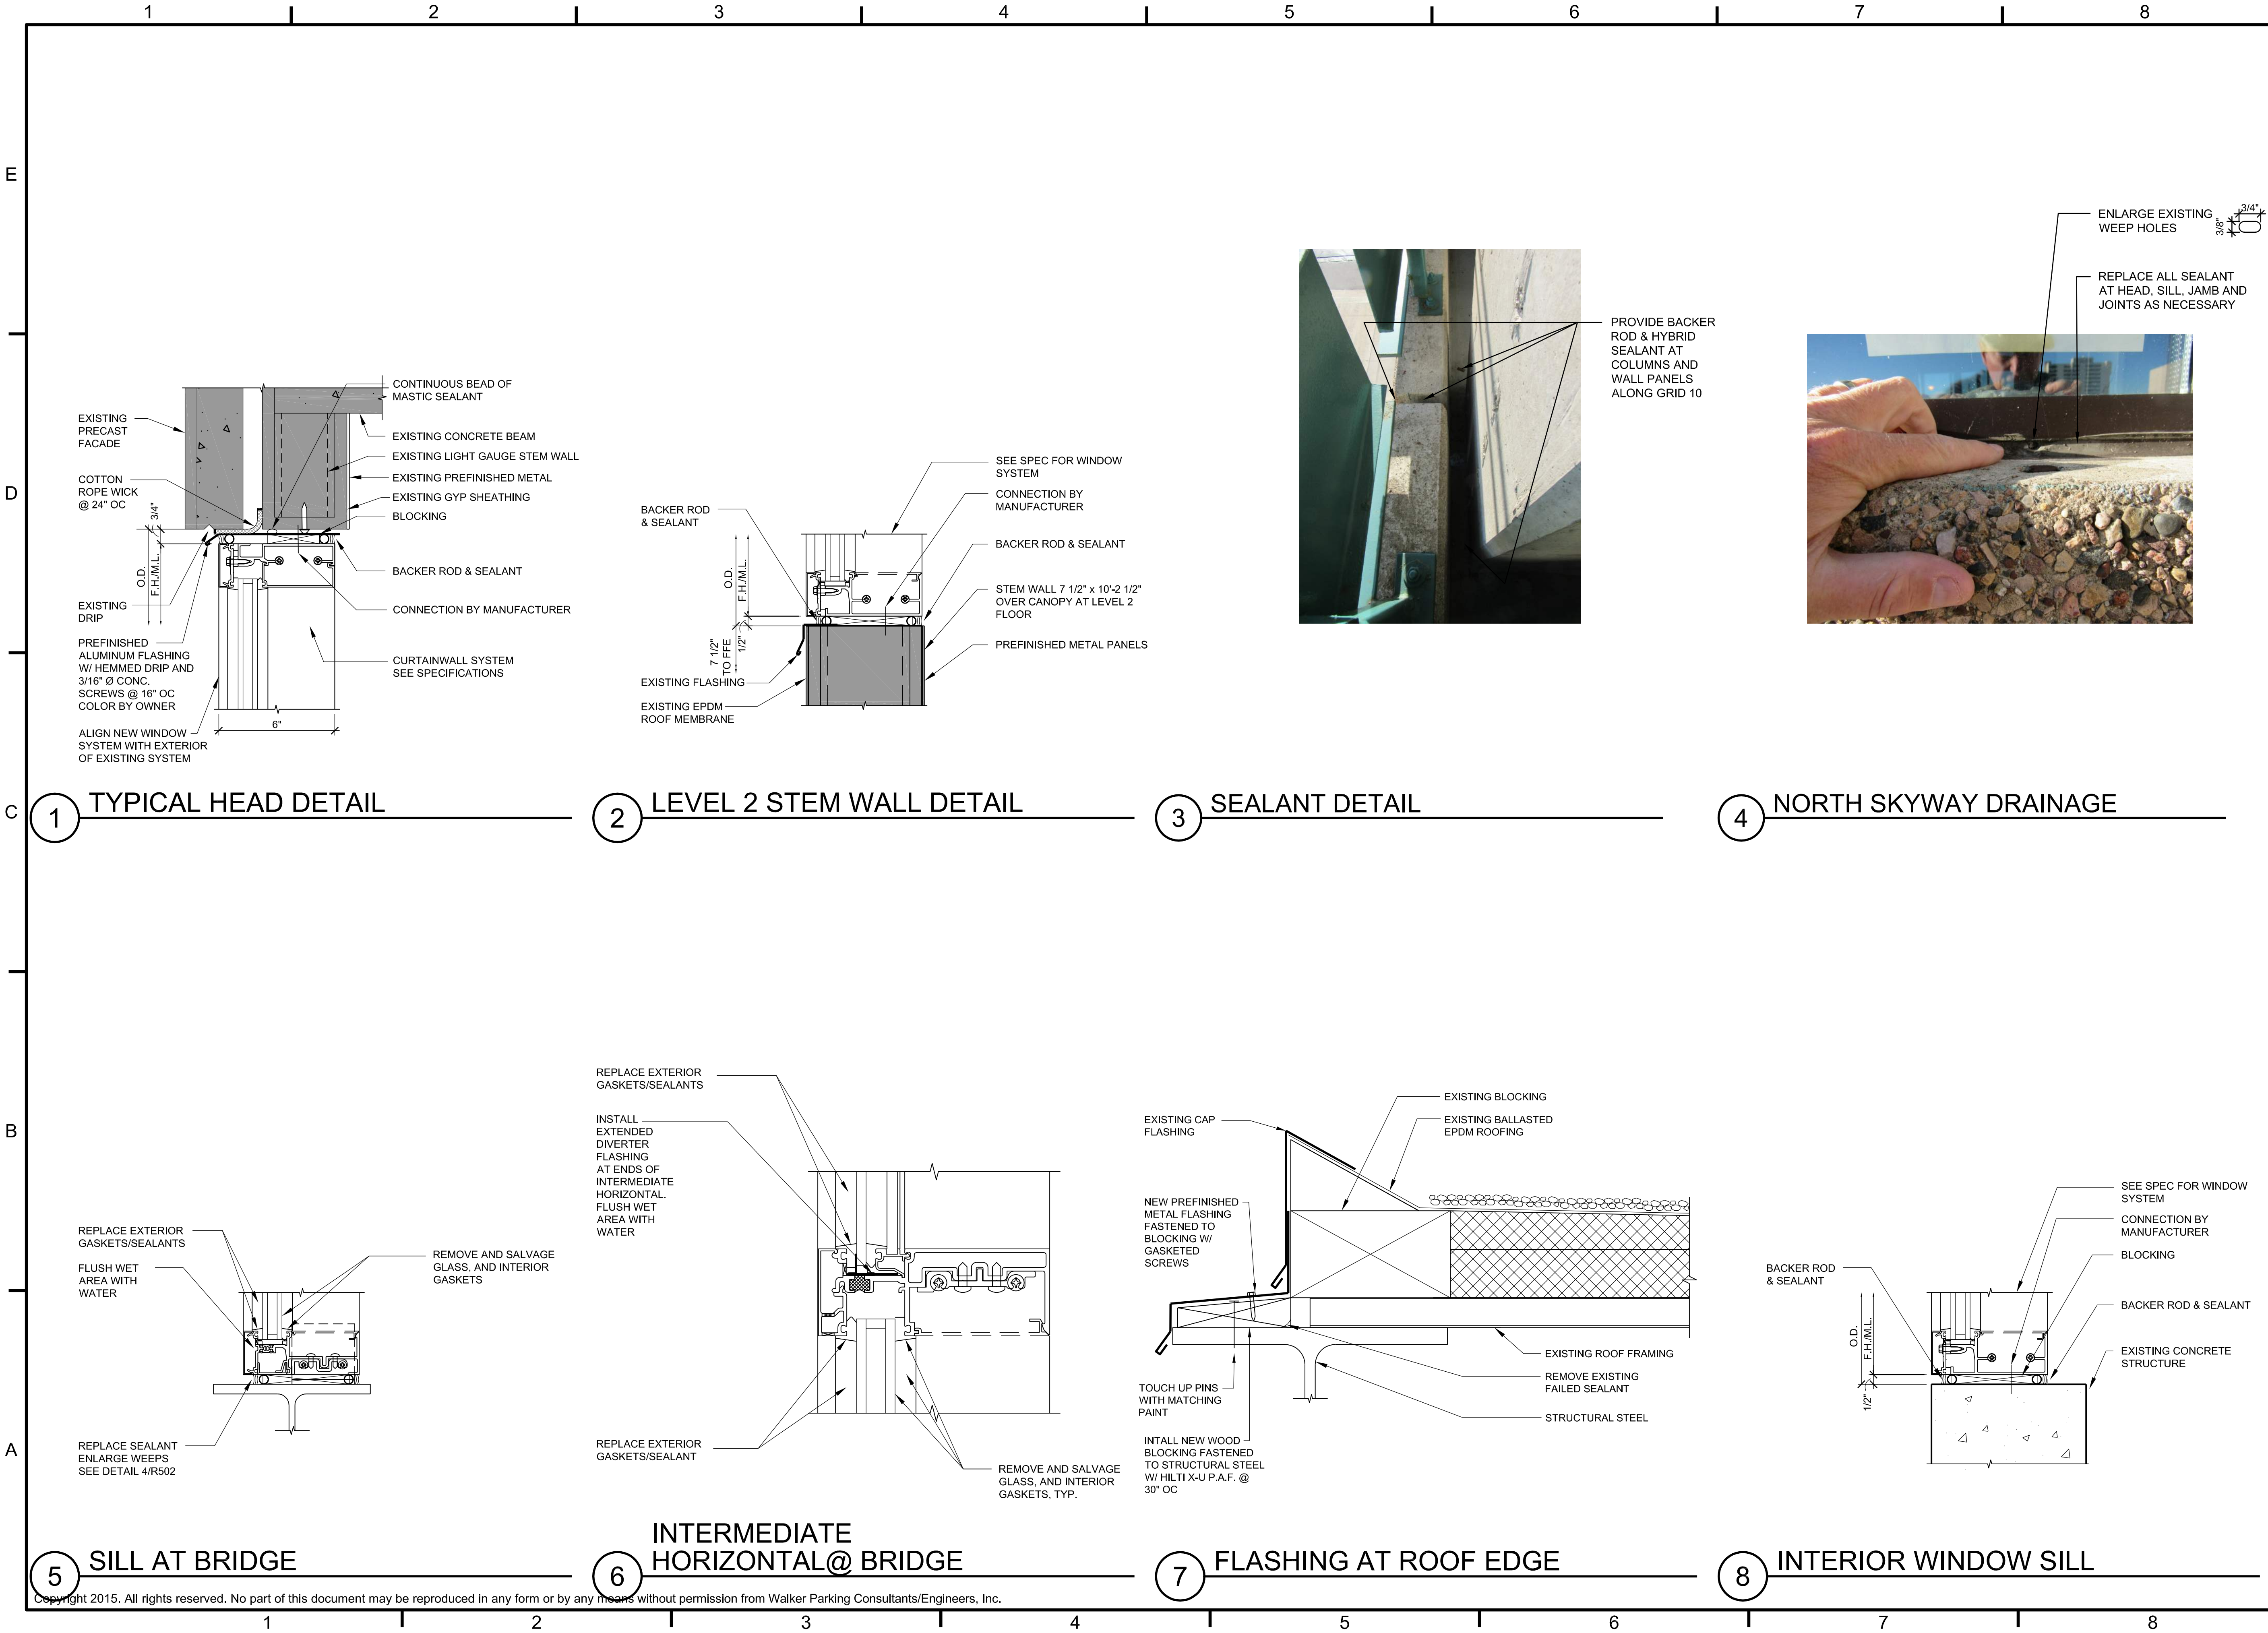 1 2 3 4 5 6 7 8
E
D
C
B
A
EXISTING
PRECAST
FACADE
COTTON
ROPE WICK
@ 24" OC
3/4"
O.D.
F.H./M.L.
EXISTING
DRIP
PREFINISHED
ALUMINUM FLASHING
W/ HEMMED DRIP AND
3/16" Ø CONC.
SCREWS @ 16" OC
COLOR BY OWNER
ALIGN NEW WINDOW
SYSTEM WITH EXTERIOR
OF EXISTING SYSTEM
CONTINUOUS BEAD OF
MASTIC SEALANT
EXISTING CONCRETE BEAM
EXISTING LIGHT GAUGE STEM WALL
EXISTING PREFINISHED METAL
EXISTING GYP SHEATHING
BLOCKING
BACKER ROD & SEALANT
CONNECTION BY MANUFACTURER
CURTAINWALL SYSTEM
SEE SPECIFICATIONS
6"
1 TYPICAL HEAD DETAIL
BACKER ROD
& SEALANT
O.D.
F.H./M.L.
7 1/2"
TO FFE
1/2"
EXISTING FLASHING
EXISTING EPDM
ROOF MEMBRANE
SEE SPEC FOR WINDOW
SYSTEM
CONNECTION BY
MANUFACTURER
BACKER ROD & SEALANT
STEM WALL 7 1/2" x 10'-2 1/2"
OVER CANOPY AT LEVEL 2
FLOOR
PREFINISHED METAL PANELS
2 LEVEL 2 STEM WALL DETAIL
PROVIDE BACKER
ROD & HYBRID
SEALANT AT
COLUMNS AND
WALL PANELS
ALONG GRID 10
3 SEALANT DETAIL
ENLARGE EXISTING
WEEP HOLES
3/4"
3/8"
REPLACE ALL SEALANT
AT HEAD, SILL, JAMB AND
JOINTS AS NECESSARY
4 NORTH SKYWAY DRAINAGE
REPLACE EXTERIOR
GASKETS/SEALANTS
FLUSH WET
AREA WITH
WATER
REMOVE AND SALVAGE
GLASS, AND INTERIOR
GASKETS
REPLACE SEALANT
ENLARGE WEEPS
SEE DETAIL 4/R502
5 SILL AT BRIDGE
REPLACE EXTERIOR
GASKETS/SEALANTS
INSTALL
EXTENDED
DIVERTER
FLASHING
AT ENDS OF
INTERMEDIATE
HORIZONTAL.
FLUSH WET
AREA WITH
WATER
REPLACE EXTERIOR
GASKETS/SEALANT
REMOVE AND SALVAGE
GLASS, AND INTERIOR
GASKETS, TYP.
6 INTERMEDIATE
HORIZONTAL@ BRIDGE
EXISTING CAP
FLASHING
EXISTING BLOCKING
EXISTING BALLASTED
EPDM ROOFING
NEW PREFINISHED
METAL FLASHING
FASTENED TO
BLOCKING W/
GASKETED
SCREWS
TOUCH UP PINS
WITH MATCHING
PAINT
INTALL NEW WOOD
BLOCKING FASTENED
TO STRUCTURAL STEEL
W/ HILTI X-U P.A.F. @
30" OC
EXISTING ROOF FRAMING
REMOVE EXISTING
FAILED SEALANT
STRUCTURAL STEEL
7 FLASHING AT ROOF EDGE
BACKER ROD
& SEALANT
O.D.
F.H./M.L.
1/2"
SEE SPEC FOR WINDOW
SYSTEM
CONNECTION BY
MANUFACTURER
BLOCKING
BACKER ROD & SEALANT
EXISTING CONCRETE
STRUCTURE
8 INTERIOR WINDOW SILL
Copyright 2015. All rights reserved. No part of this document may be reproduced in any form or by any means without permission from Walker Parking Consultants/Engineers, Inc.
1 2 3 4 5 6 7 8